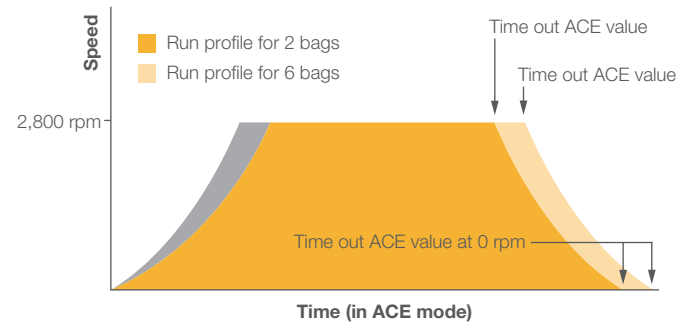 Speed
Run profile for 2 bags
Run profile for 6 bags
Time out ACE value
Time out ACE value
2,800 rpm
Time out ACE value at 0 rpm
Time (in ACE mode)